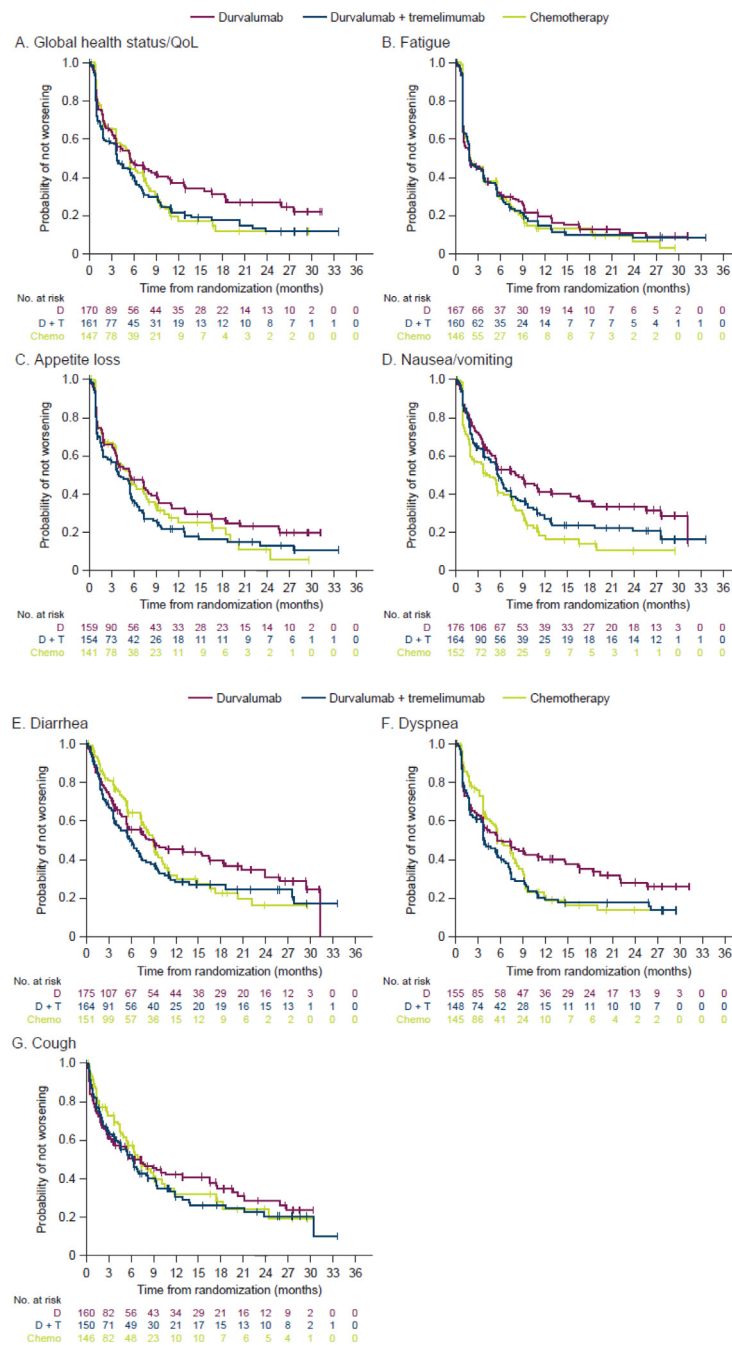 Durvalumab
Durvalumab + tremelimumab
Chemotherapy
A. Global health status/QoL
Probability of not worsening
1.0
0.8
0.6
0.4
0.2
0
0 3 6 9 12 15 18 21 24 27 30 33 36
Time from randomization (months)
No. at risk
D 170 89 56 44 35 28 22 14 13 10 2 0 0
D + T 161 77 45 31 19 13 12 10 8 7 1 1 0
Chemo 147 78 39 21 9 7 4 3 2 2 0 0 0
B. Fatigue
Probability of not worsening
1.0
0.8
0.6
0.4
0.2
0
0 3 6 9 12 15 18 21 24 27 30 33 36
Time from randomization (months)
167 66 37 30 19 14 10 7 6 5 2 0 0
160 62 35 24 14 7 7 7 5 4 1 1 0
146 55 27 16 8 8 7 3 2 2 0 0 0
C. Appetite loss
Probability of not worsening
1.0
0.8
0.6
0.4
0.2
0
0 3 6 9 12 15 18 21 24 27 30 33 36
Time from randomization (months)
No. at risk
D 159 90 56 43 33 28 23 15 14 10 2 0 0
D + T 154 73 42 26 18 11 11 9 7 6 1 1 0
Chemo 141 78 38 23 11 9 6 3 2 1 0 0 0
D. Nausea/vomiting
Probability of not worsening
1.0
0.8
0.6
0.4
0.2
0
0 3 6 9 12 15 18 21 24 27 30 33 36
Time from randomization (months)
176 106 67 53 39 33 27 20 18 13 3 0 0
164 90 56 39 25 19 18 16 14 12 1 1 0
152 72 38 25 9 7 5 3 1 1 0 0 0
Durvalumab
Durvalumab + tremelimumab
Chemotherapy
E. Diarrhea
Probability of not worsening
1.0
0.8
0.6
0.4
0.2
0
0 3 6 9 12 15 18 21 24 27 30 33 36
Time from randomization (months)
No. at risk
D 175 107 67 54 44 38 29 20 16 12 3 0 0
D + T 164 91 56 40 25 20 19 16 15 13 1 1 0
Chemo 151 99 57 36 15 12 9 6 2 2 0 0 0
F. Dyspnea
Probability of not worsening
1.0
0.8
0.6
0.4
0.2
0
0 3 6 9 12 15 18 21 24 27 30 33 36
Time from randomization (months)
No. at risk
D 155 85 58 47 36 29 24 17 13 9 3 0 0
D + T 148 74 42 28 15 11 11 10 10 7 0 0 0
Chemo 145 86 41 24 10 7 6 4 2 2 0 0 0
G. Cough
Probability of not worsening
1.0
0.8
0.6
0.4
0.2
0
0 3 6 9 12 15 18 21 24 27 30 33 36
Time from randomization (months)
No. at risk
D 160 82 56 43 34 29 21 16 12 9 2 0 0
D + T 150 71 49 30 21 17 15 13 10 8 2 1 0
Chemo 146 82 48 23 10 10 7 6 5 4 1 0 0